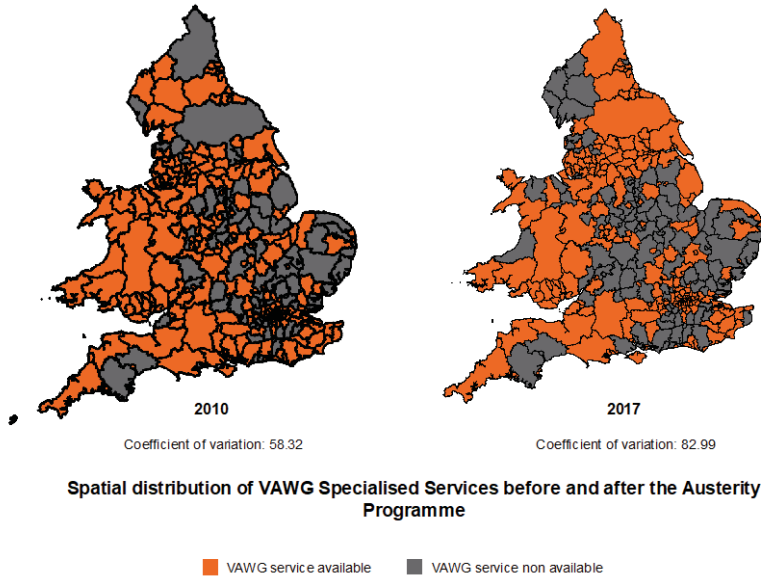 2010
2017
Coefficient of variation: 58.32
Coefficient of variation: 82.99
Spatial distribution of VAWG Specialised Services before and after the Austerity
Programme
VAWG service available
VAWG service non available